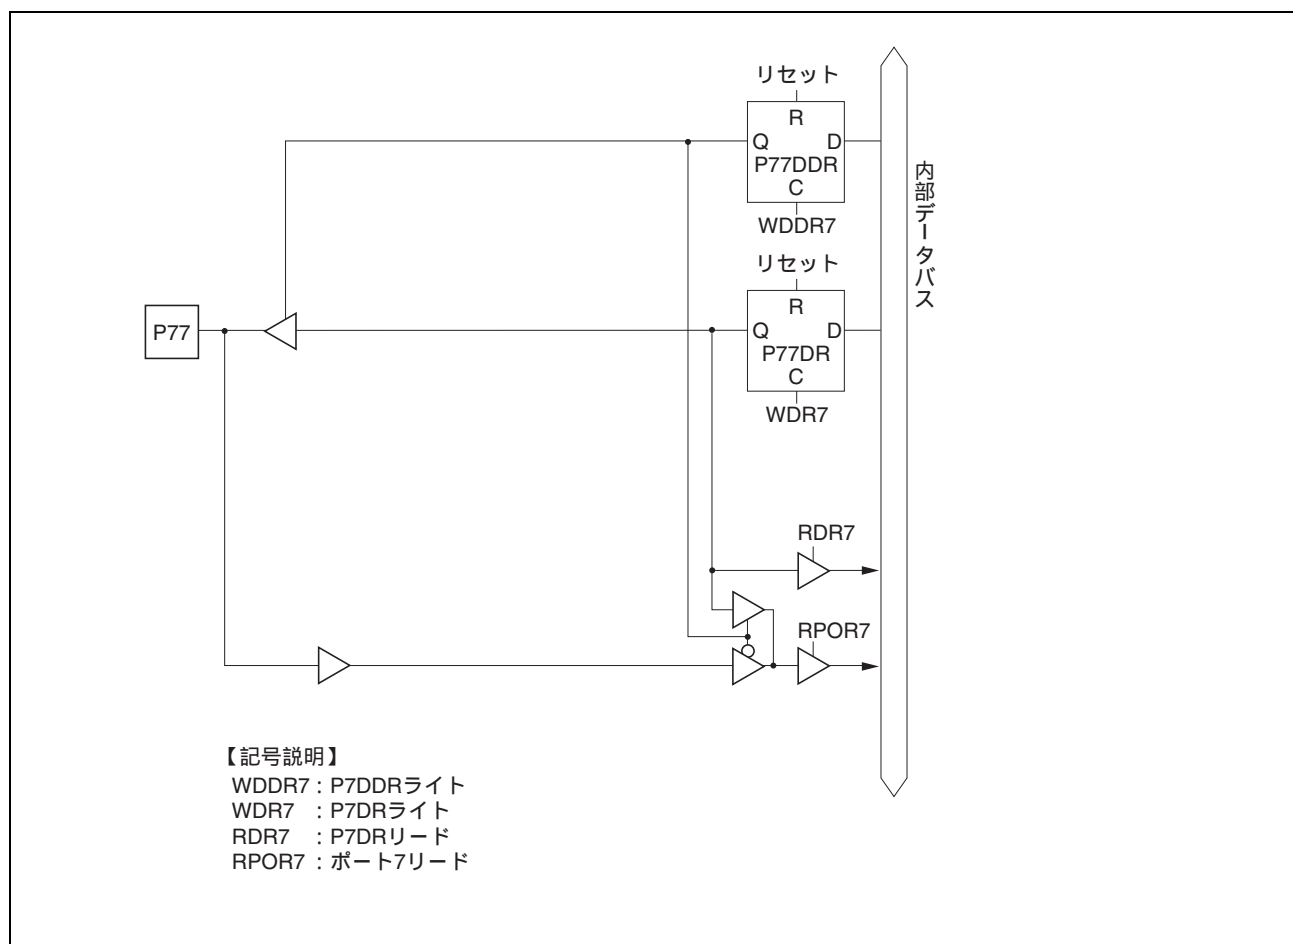 リセット
R
Q D
P77DDR
C
WDDR7
内部データバス
リセット
R
P77
Q D
P77DR
C
WDR7
RDR7
RPOR7
【記号説明】
WDDR7 : P7DDRライト
WDR7 : P7DRライト
RDR7 : P7DRリード
RPOR7 : ポート7リード